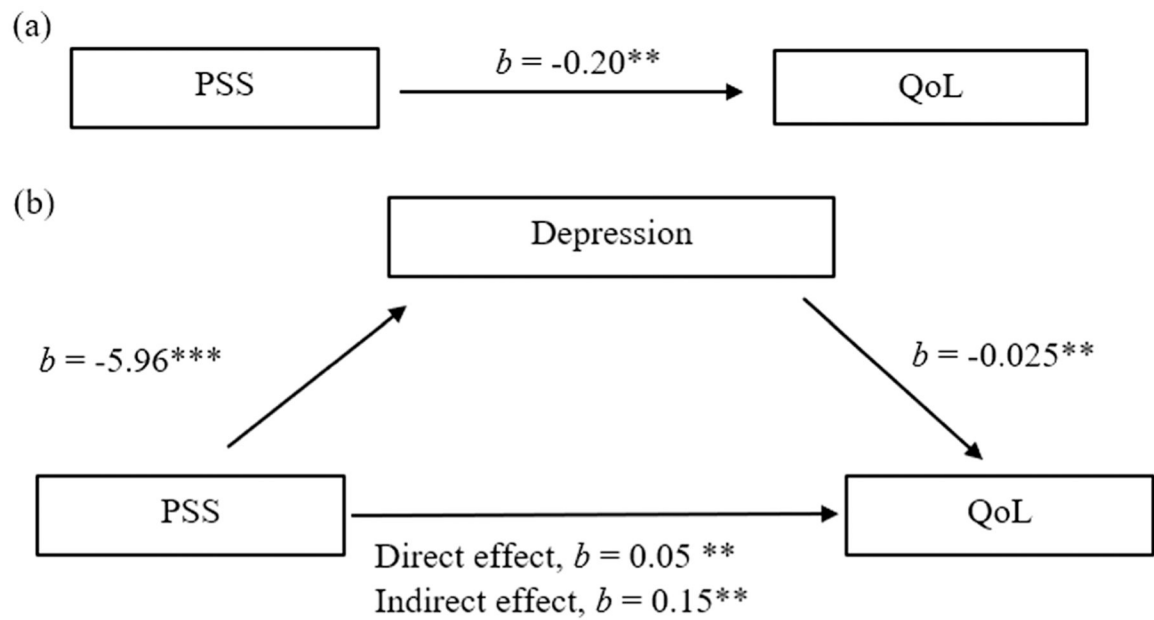 (a)
PSS
b = -0.20**
QoL
(b)
Depression
b = -5.96***
b = -0.025**
PSS
QoL
Direct effect, b = 0.05 **
Indirect effect, b = 0.15**